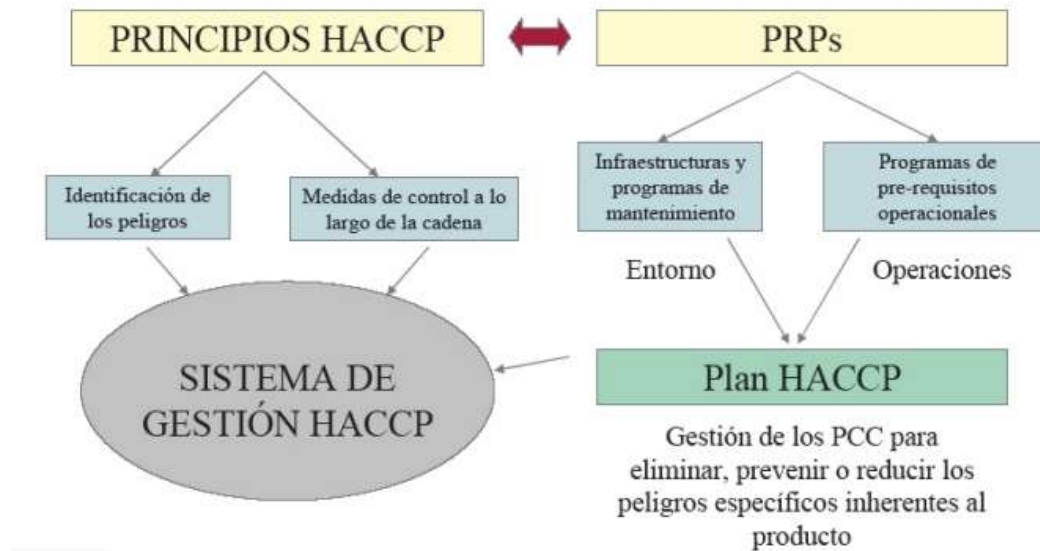 PRINCIPIOS HACCP
PRPs
Identificación de
los peligros
Medidas de control a lo
largo de la cadena
Infraestructuras y
programas de
mantenimiento
Programas de
pre-requisitos
operacionales
Entorno
Operaciones
SISTEMA DE
GESTIÓN HACCP
Plan HACCP
Gestión de los PCC para
eliminar, prevenir o reducir los
peligros específicos inherentes al
producto